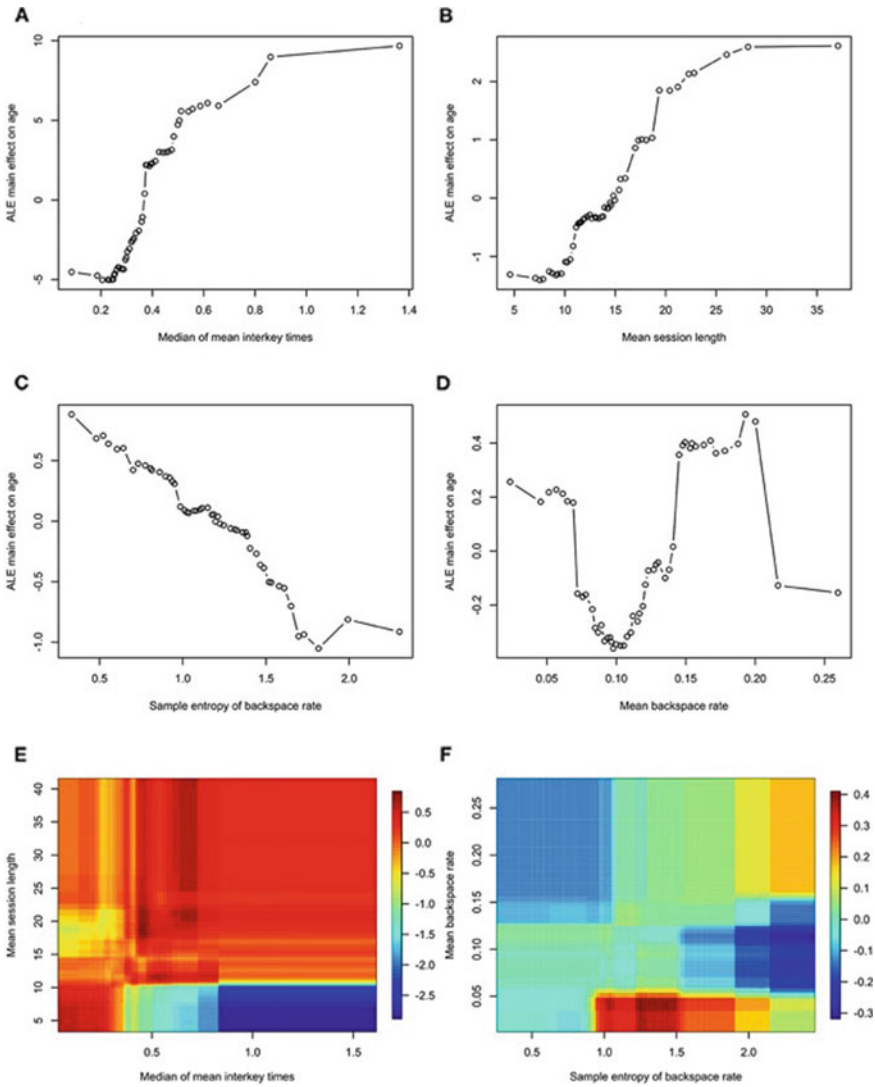 A
ALE main effect on age
10
5
0
-5
0.2 0.4 0.6 0.8 1.0 1.2 1.4
Median of mean interkey times
B
ALE main effect on age
2
1
0
-1
5 10 15 20 25 30 35
Mean session length
C
ALE main effect on age
0.5
0.0
-0.5
-1.0
0.5 1.0 1.5 2.0
Sample entropy of backspace rate
D
ALE main effect on age
0.4
0.2
0.0
-0.2
0.05 0.10 0.15 0.20 0.25
Mean backspace rate
E
Mean session length
40
35
30
25
20
15
10
5
0.5 1.0 1.5
Median of mean interkey times
0.5
0.0
-0.5
-1.0
-1.5
-2.0
-2.5
F
Mean backspace rate
0.25
0.20
0.15
0.10
0.05
0.5 1.0 1.5 2.0
Sample entropy of backspace rate
0.4
0.3
0.2
0.1
0.0
-0.1
-0.2
-0.3